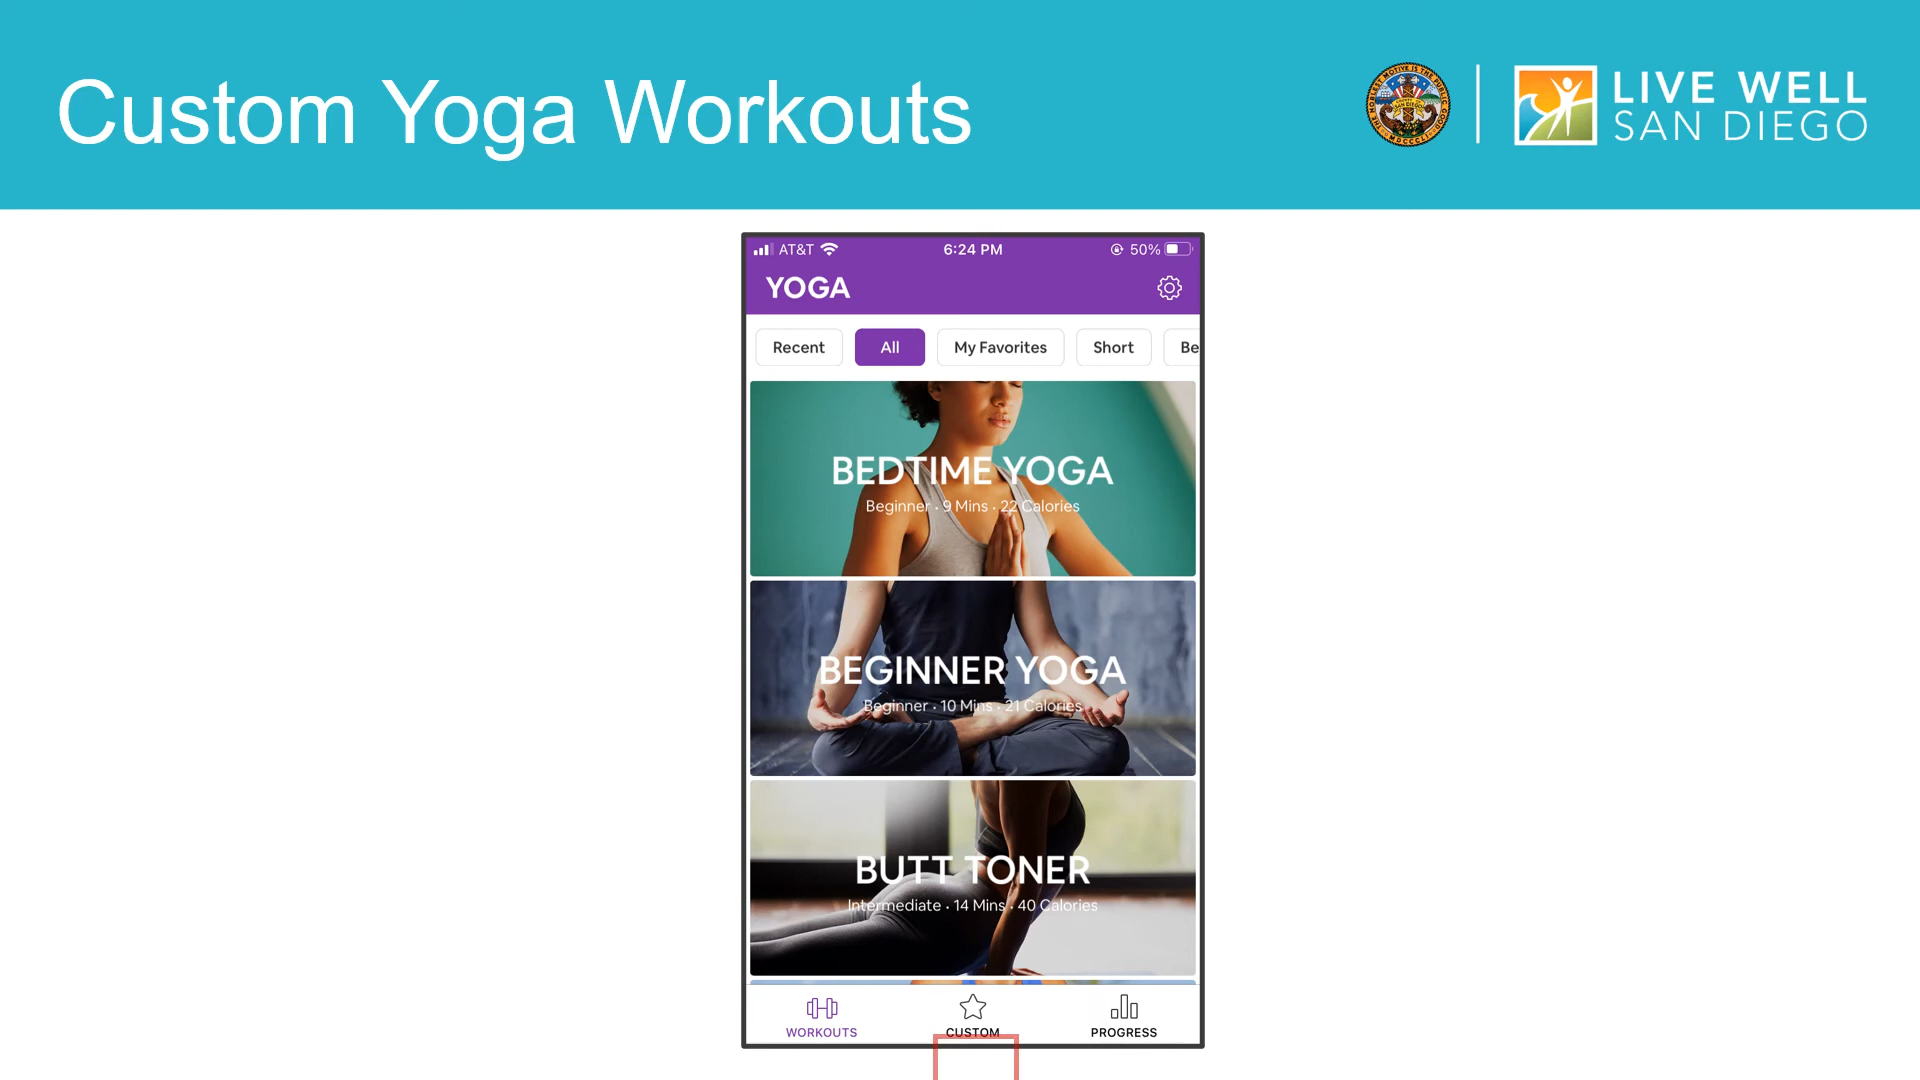 Custom Yoga Workouts
LIVE WELL
SAN DIEGO
AT&T
6:24 PM
50%
YOGA
Recent
All
My Favorites
Short
Be
BEDTIME YOGA
Beginner · 9 Mins · 22 Calories
BEGINNER YOGA
Beginner · 10 Mins · 21 Calories
BUTT TONER
Intermediate · 14 Mins · 40 Calories
WORKOUTS
CUSTOM
PROGRESS